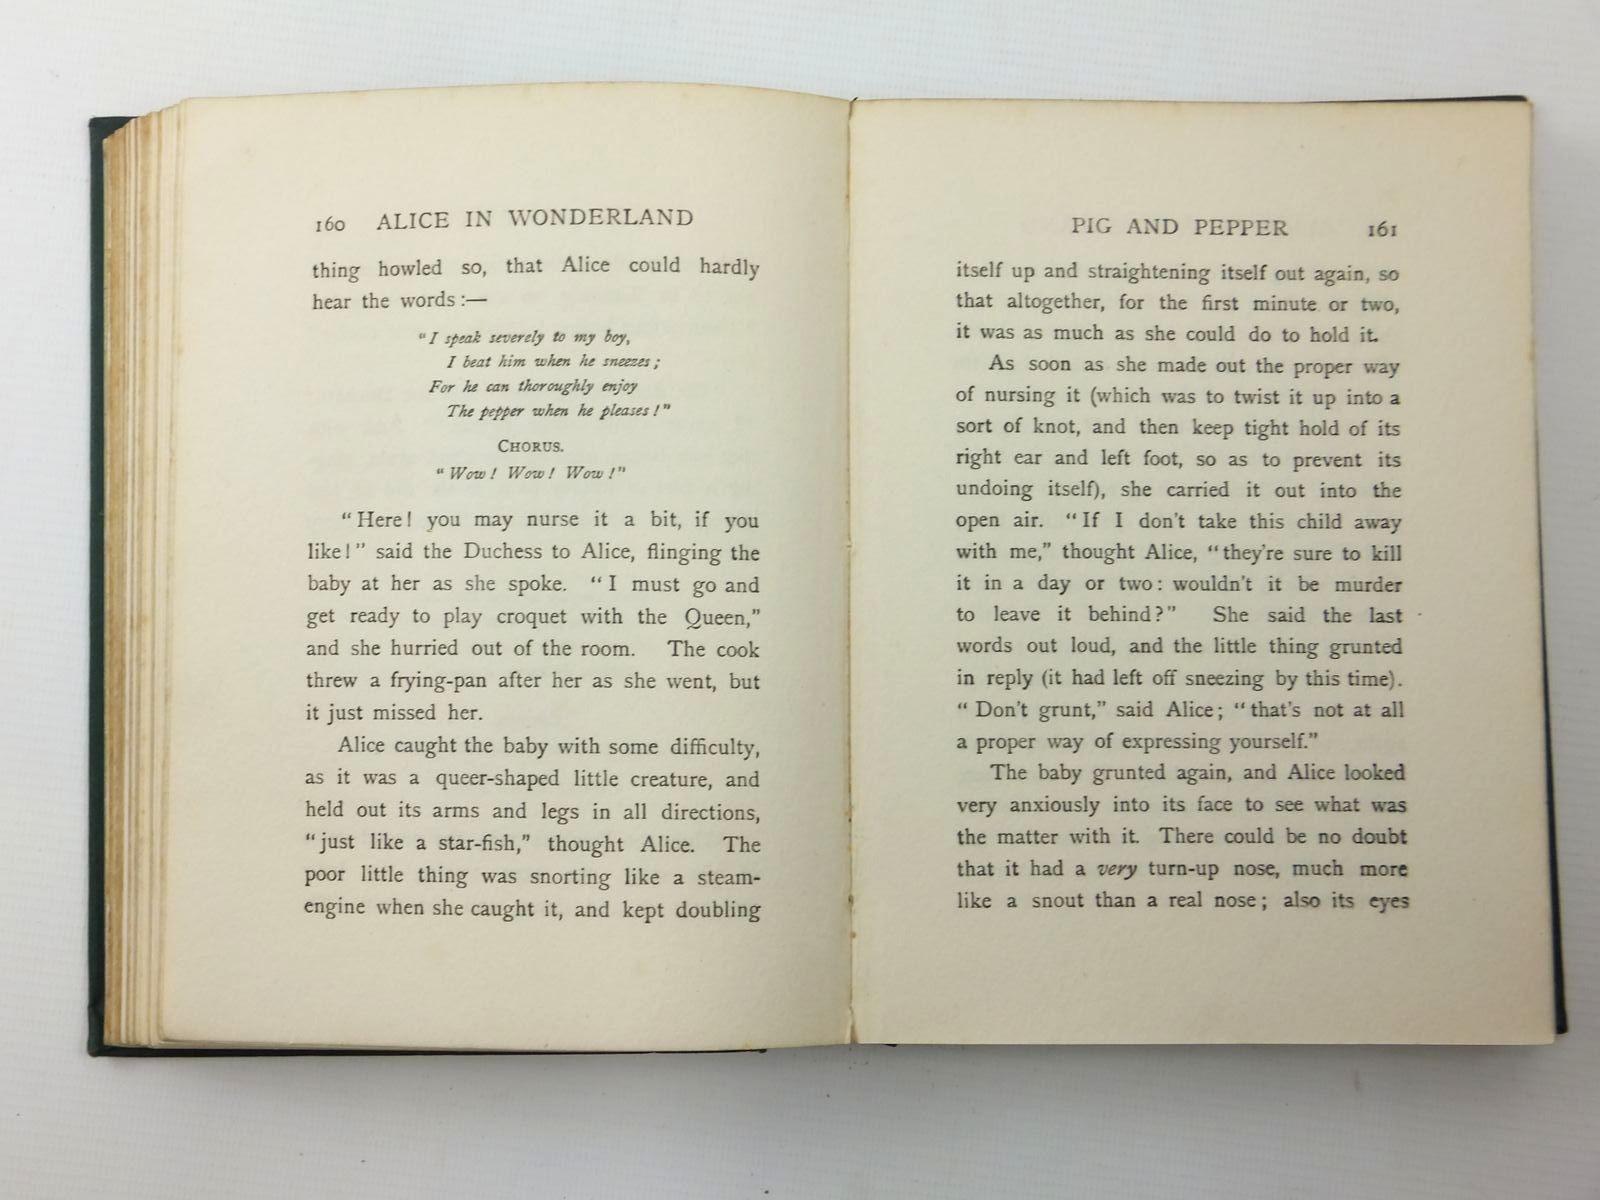 160 ALICE IN WONDERLAND
thing howled so, that Alice could hardly
hear the words :—
“I speak severely to my boy,
I beat him when he sneezes ;
For he can thoroughly enjoy
The pepper when he pleases !”
CHORUS.
“Wow ! Wow ! Wow !”
“Here! you may nurse it a bit, if you
like!” said the Duchess to Alice, flinging the
baby at her as she spoke. “I must go and
get ready to play croquet with the Queen,”
and she hurried out of the room. The cook
threw a frying-pan after her as she went, but
it just missed her.
Alice caught the baby with some difficulty,
as it was a queer-shaped little creature, and
held out its arms and legs in all directions,
“just like a star-fish,” thought Alice. The
poor little thing was snorting like a steam-
engine when she caught it, and kept doubling
PIG AND PEPPER 161
itself up and straightening itself out again, so
that altogether, for the first minute or two,
it was as much as she could do to hold it.
As soon as she made out the proper way
of nursing it (which was to twist it up into a
sort of knot, and then keep tight hold of its
right ear and left foot, so as to prevent its
undoing itself), she carried it out into the
open air. “If I don’t take this child away
with me,” thought Alice, “they’re sure to kill
it in a day or two: wouldn’t it be murder
to leave it behind?” She said the last
words out loud, and the little thing grunted
in reply (it had left off sneezing by this time).
“Don’t grunt,” said Alice; “that’s not at all
a proper way of expressing yourself.”
The baby grunted again, and Alice looked
very anxiously into its face to see what was
the matter with it. There could be no doubt
that it had a very turn-up nose, much more
like a snout than a real nose; also its eyes